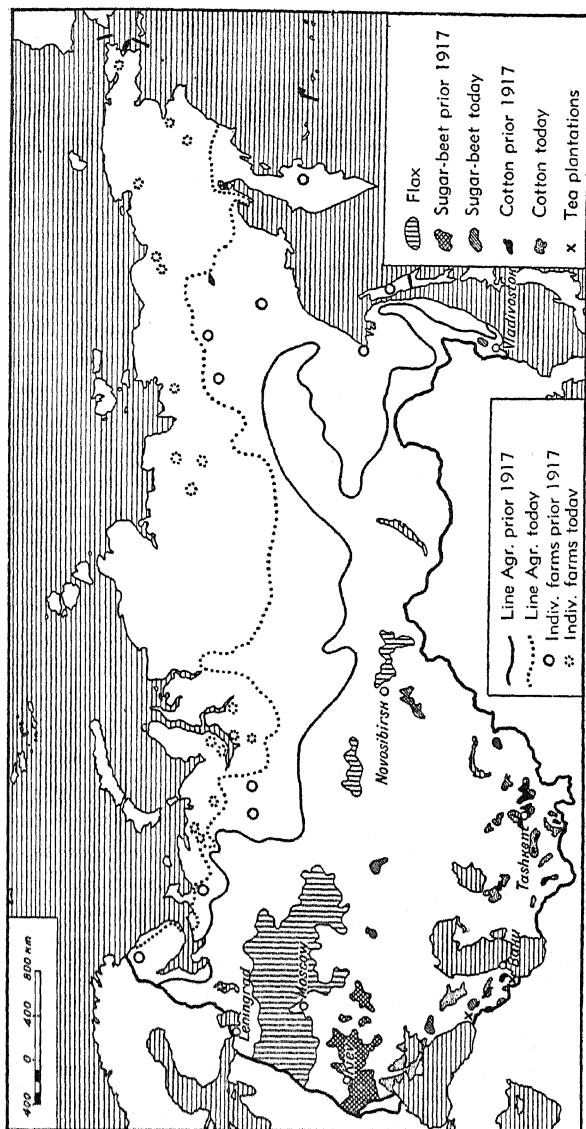 400 0 400 800 km
Leningrad
Moscow
Kiev
Baku
Tashkent
Novosibirsh
Vladivostok
Line Agr. prior 1917
Line Agr. today
Indiv. farms prior 1917
Indiv. farms today
Flax
Sugar-beet prior 1917
Sugar-beet today
Cotton prior 1917
Cotton today
x Tea plantations